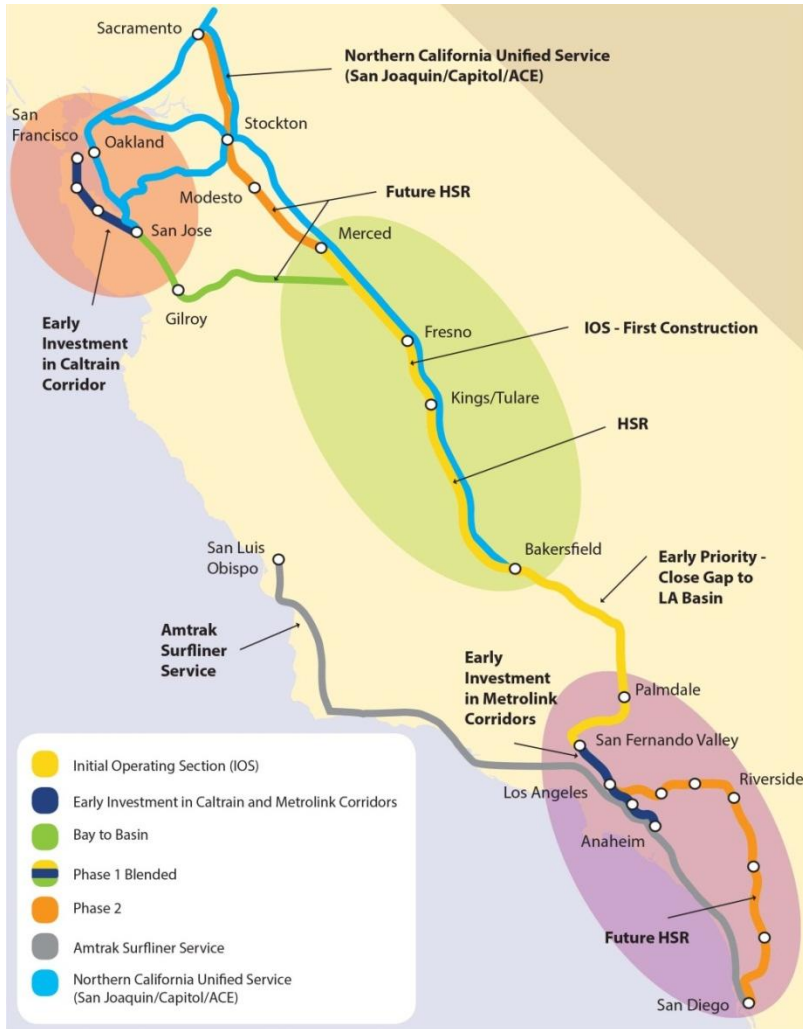 Sacramento
Northern California Unified Service
(San Joaquin/Capitol/ACE)
San
Francisco
Oakland
Stockton
Modesto
Future HSR
San Jose
Merced
Gilroy
Early
Investment
in Caltrain
Corridor
Fresno
IOS - First Construction
Kings/Tulare
HSR
San Luis
Obispo
Bakersfield
Early Priority -
Close Gap to
LA Basin
Amtrak
Surfliner
Service
Early
Investment
in Metrolink
Corridors
Palmdale
San Fernando Valley
Riverside
Los Angeles
Anaheim
Future HSR
San Diego
Initial Operating Section (IOS)
Early Investment in Caltrain and Metrolink Corridors
Bay to Basin
Phase 1 Blended
Phase 2
Amtrak Surfliner Service
Northern California Unified Service
(San Joaquin/Capitol/ACE)